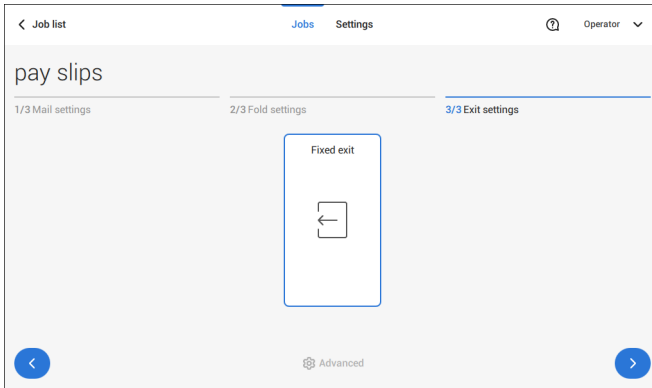 Job list
Jobs Settings
Operator
pay slips
1/3 Mail settings
2/3 Fold settings
3/3 Exit settings
Fixed exit
Advanced